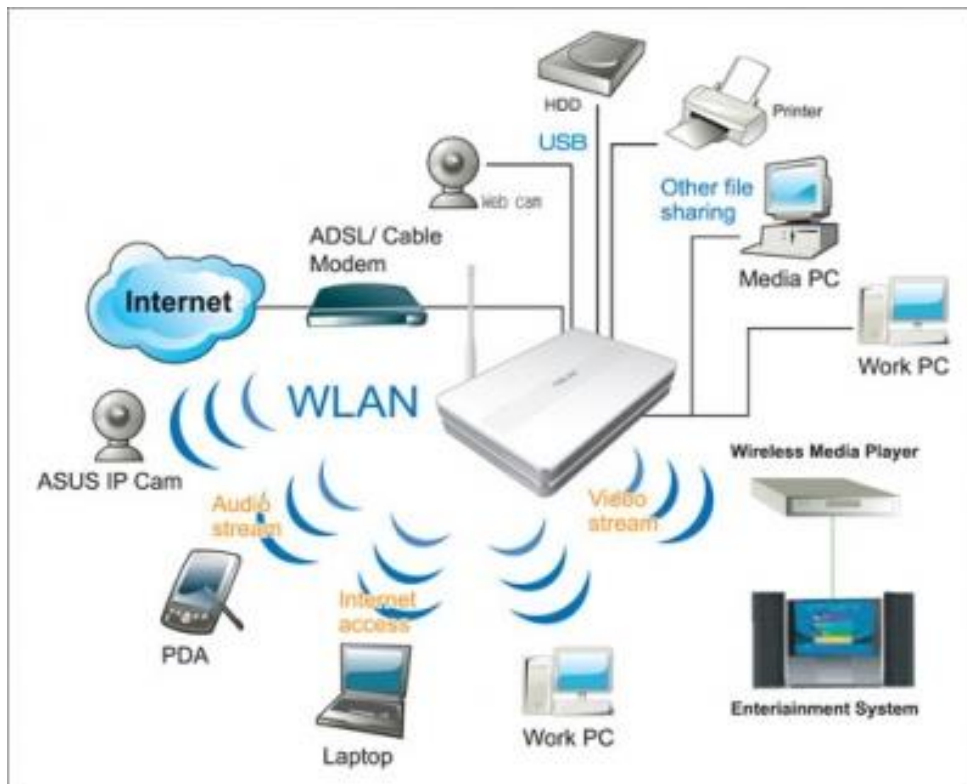 HDD
Printer
USB
Web cam
Other file
sharing
ADSL/ Cable
Modem
Media PC
Internet
Work PC
WLAN
ASUS
Wireless Media Player
ASUS IP Cam
Audio
stream
Video
stream
PDA
Internet
access
Enteriainment System
Laptop
Work PC